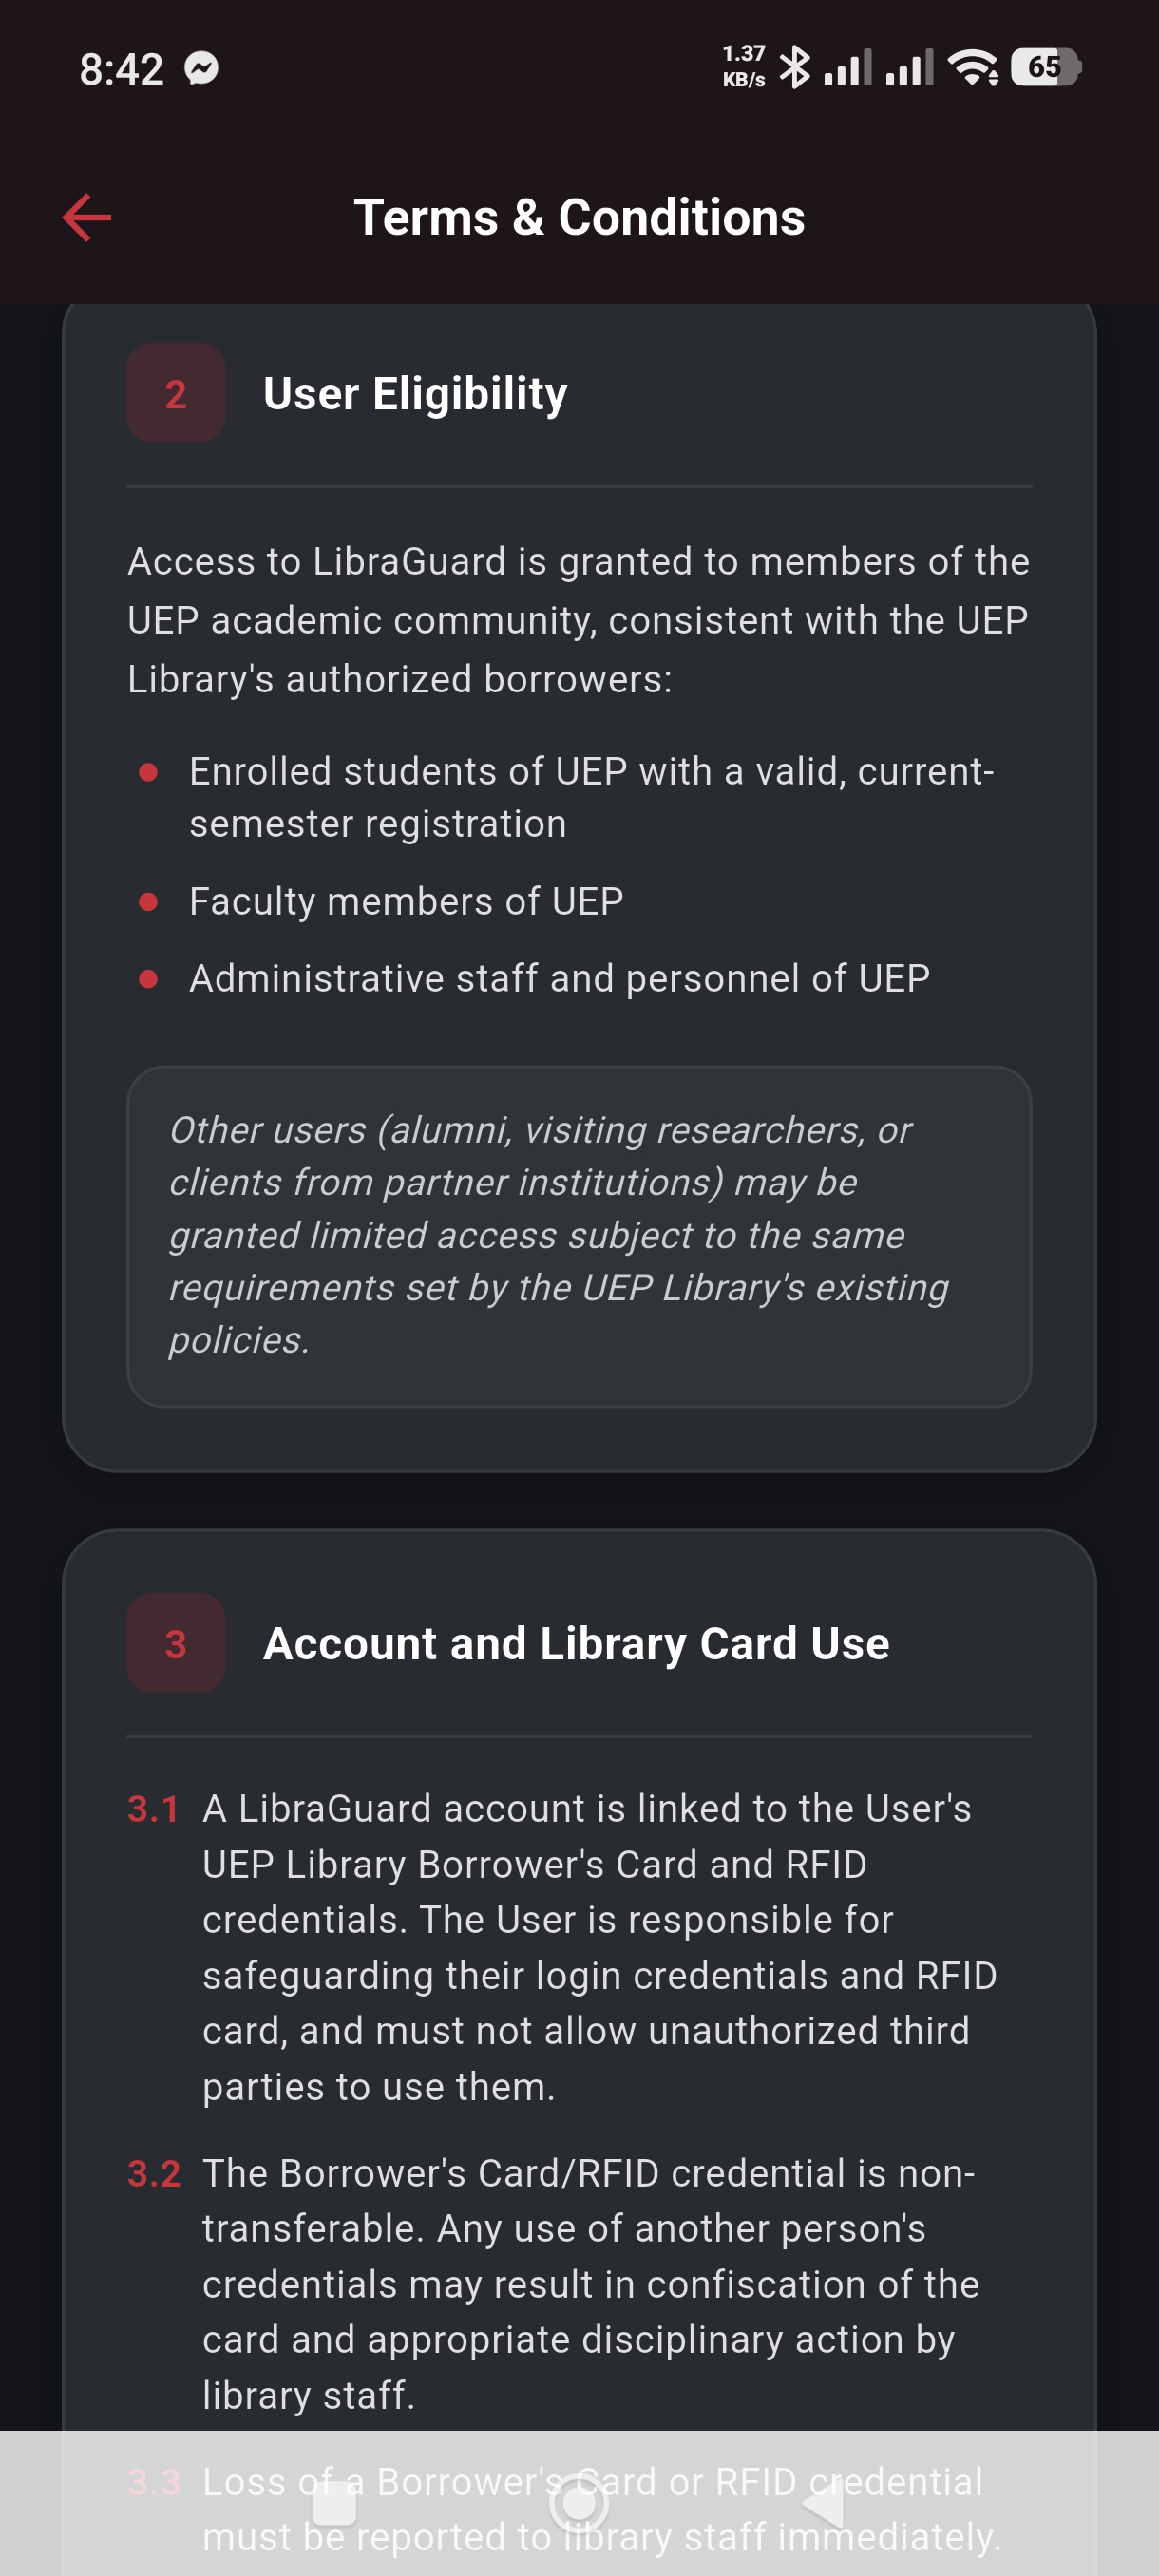 8:42
1.37
KB/s
65
Terms & Conditions
2
User Eligibility
Access to LibraGuard is granted to members of the
UEP academic community, consistent with the UEP
Library's authorized borrowers:
Enrolled students of UEP with a valid, current-
semester registration
Faculty members of UEP
Administrative staff and personnel of UEP
Other users (alumni, visiting researchers, or
clients from partner institutions) may be
granted limited access subject to the same
requirements set by the UEP Library's existing
policies.
3
Account and Library Card Use
3.1 A LibraGuard account is linked to the User's
UEP Library Borrower's Card and RFID
credentials. The User is responsible for
safeguarding their login credentials and RFID
card, and must not allow unauthorized third
parties to use them.
3.2 The Borrower's Card/RFID credential is non-
transferable. Any use of another person's
credentials may result in confiscation of the
card and appropriate disciplinary action by
library staff.
3.3 Loss of a Borrower's Card or RFID credential
must be reported to library staff immediately.